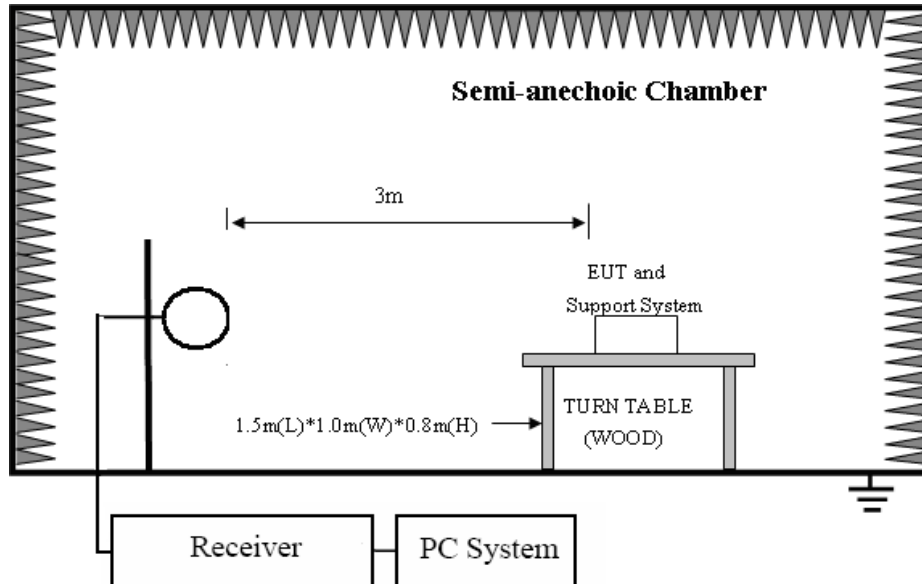 Semi-anechoic Chamber
3m
EUT and
Support System
1.5m(L)*1.0m(W)*0.8m(H)
TURN TABLE
(WOOD)
Receiver
PC System